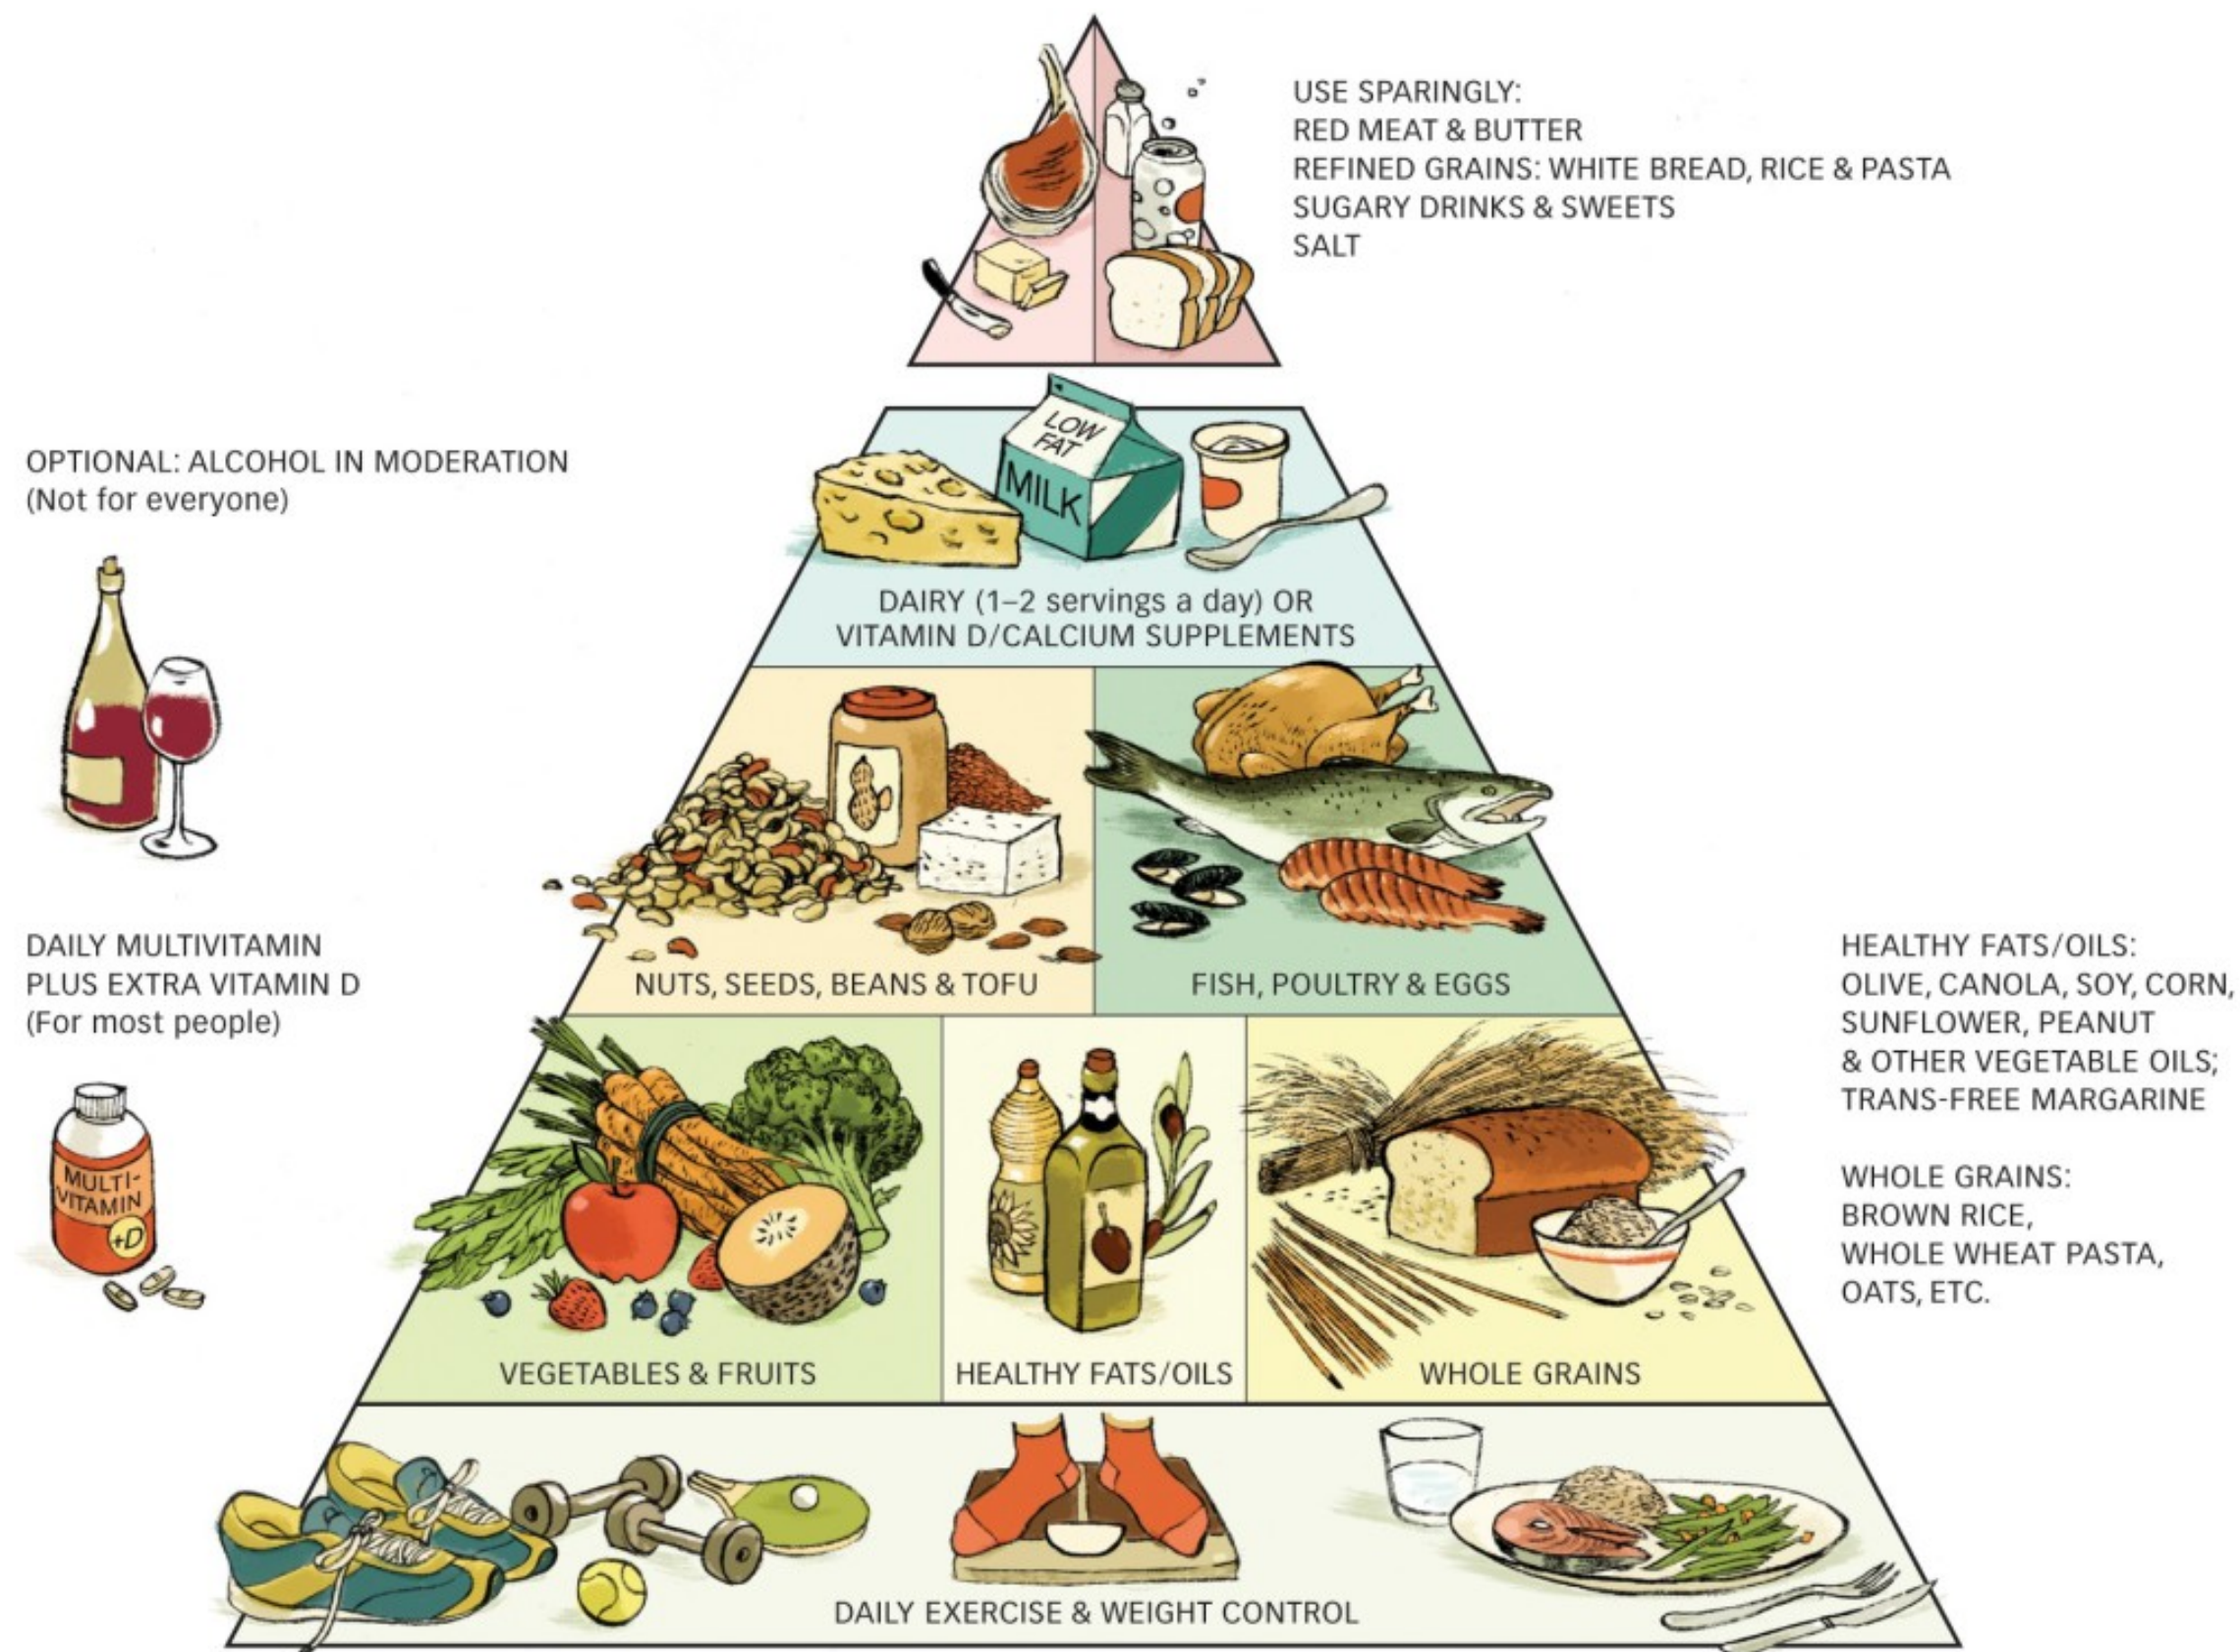 USE SPARINGLY:
RED MEAT & BUTTER
REFINED GRAINS: WHITE BREAD, RICE & PASTA
SUGARY DRINKS & SWEETS
SALT
OPTIONAL: ALCOHOL IN MODERATION
(Not for everyone)
LOW
FAT
MILK
DAIRY (1–2 servings a day) OR
VITAMIN D/CALCIUM SUPPLEMENTS
NUTS, SEEDS, BEANS & TOFU
FISH, POULTRY & EGGS
DAILY MULTIVITAMIN
PLUS EXTRA VITAMIN D
(For most people)
MULTI-
VITAMIN
+D
HEALTHY FATS/OILS:
OLIVE, CANOLA, SOY, CORN,
SUNFLOWER, PEANUT
& OTHER VEGETABLE OILS;
TRANS-FREE MARGARINE
WHOLE GRAINS:
BROWN RICE,
WHOLE WHEAT PASTA,
OATS, ETC.
VEGETABLES & FRUITS
HEALTHY FATS/OILS
WHOLE GRAINS
DAILY EXERCISE & WEIGHT CONTROL